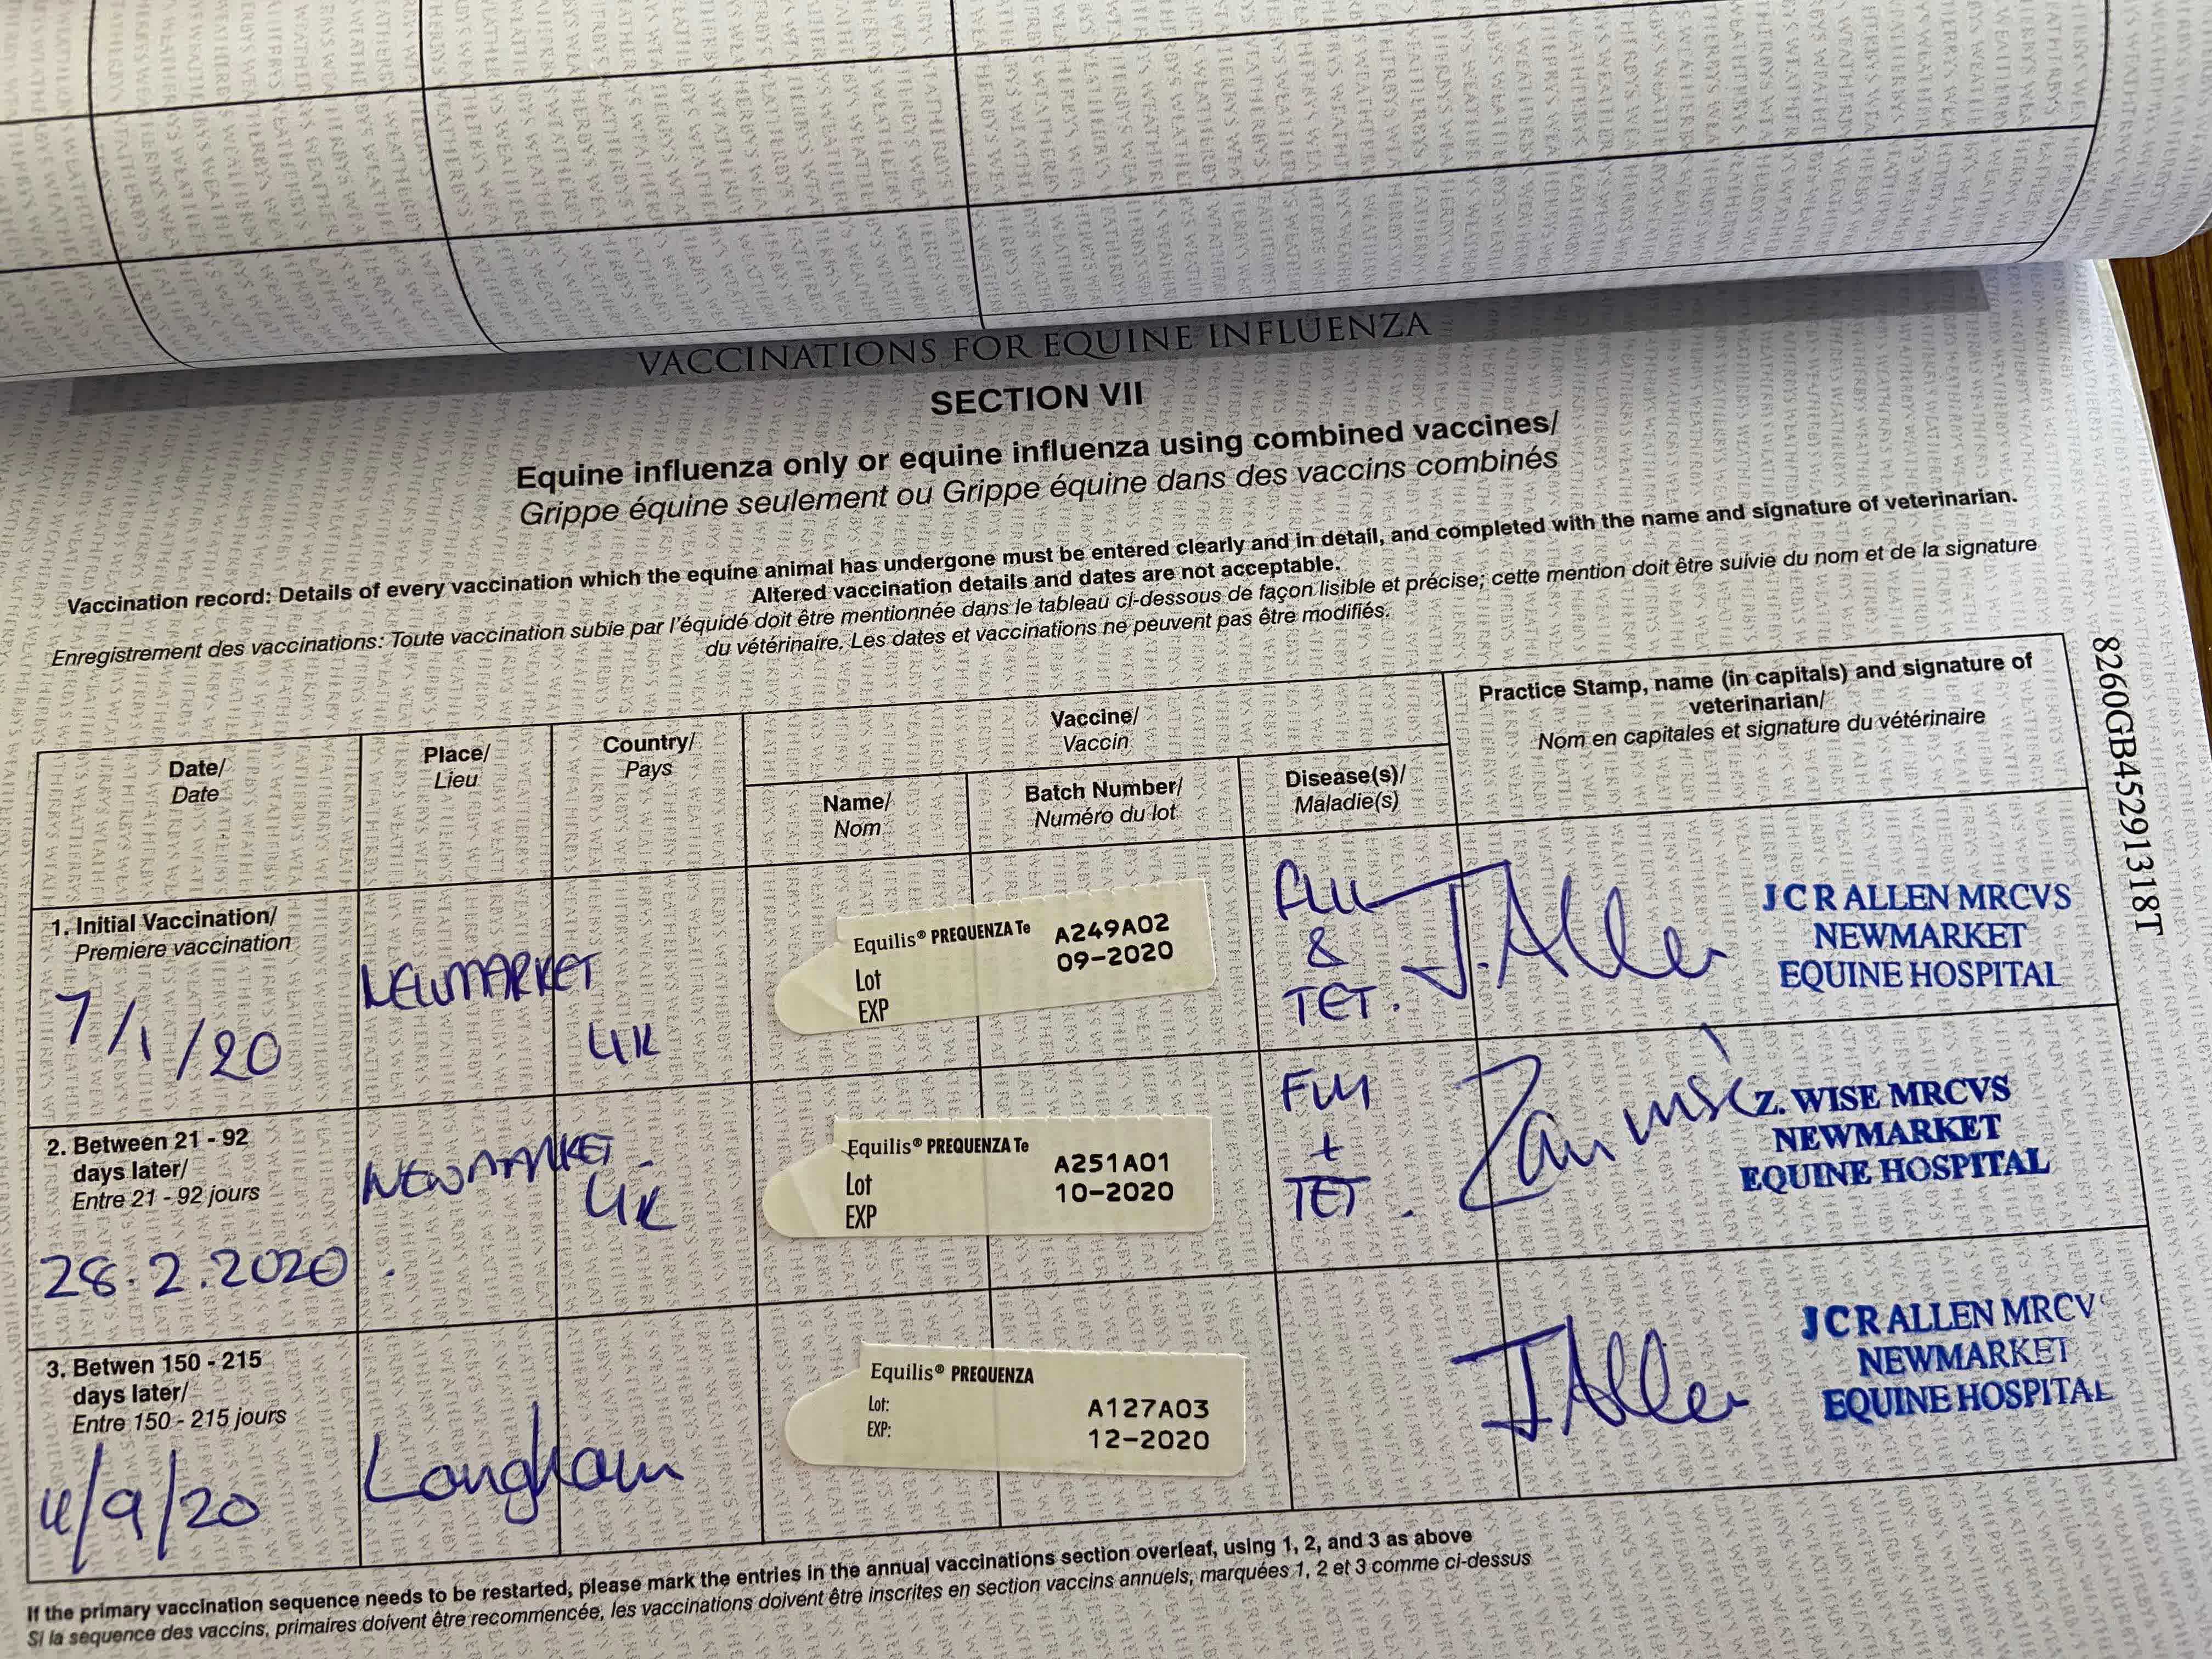 VACCINATIONS FOR EQUINE INFLUENZA
SECTION VII
Equine influenza only or equine influenza using combined vaccines/
Grippe équine seulement ou Grippe équine dans des vaccins combinés
Vaccination record: Details of every vaccination which the equine animal has undergone must be entered clearly and in detail, and completed with the name and signature of veterinarian.
Altered vaccination details and dates are not acceptable.
Enregistrement des vaccinations: Toute vaccination subie par l'équidé doit être mentionnée dans le tableau ci-dessous de façon lisible et précise; cette mention doit être suivie du nom et de la signature
du vétérinaire. Les dates et vaccinations ne peuvent pas être modifiés.
Date/
Date
Place/
Lieu
Country/
Pays
Vaccine/
Vaccin
Name/
Nom
Batch Number/
Numéro du lot
Disease(s)/
Maladie(s)
Practice Stamp, name (in capitals) and signature of
veterinarian/
Nom en capitales et signature du vétérinaire
8260GB45291318T
1. Initial Vaccination/
Premiere vaccination
7/1/20
NEWMARKET
UK
Equilis® PREQUENZA Te
Lot
EXP
A249A02
09-2020
FLU
&
TET.
J. Allen
J C R ALLEN MRCVS
NEWMARKET
EQUINE HOSPITAL
2. Between 21 - 92
days later/
Entre 21 - 92 jours
28.2.2020.
NEWMARKET
UK
Equilis® PREQUENZA Te
Lot
EXP
A251A01
10-2020
FLU
+
TET.
Z. WISE MRCVS
NEWMARKET
EQUINE HOSPITAL
3. Betwen 150 - 215
days later/
Entre 150 - 215 jours
4/9/20
Langham
Equilis® PREQUENZA
Lot:
EXP:
A127A03
12-2020
J Allen
J C R ALLEN MRCVS
NEWMARKET
EQUINE HOSPITAL
If the primary vaccination sequence needs to be restarted, please mark the entries in the annual vaccinations section overleaf, using 1, 2, and 3 as above
Si la sequence des vaccins, primaires doivent être recommencée, les vaccinations doivent être inscrites en section vaccins annuels, marquées 1, 2 et 3 comme ci-dessus